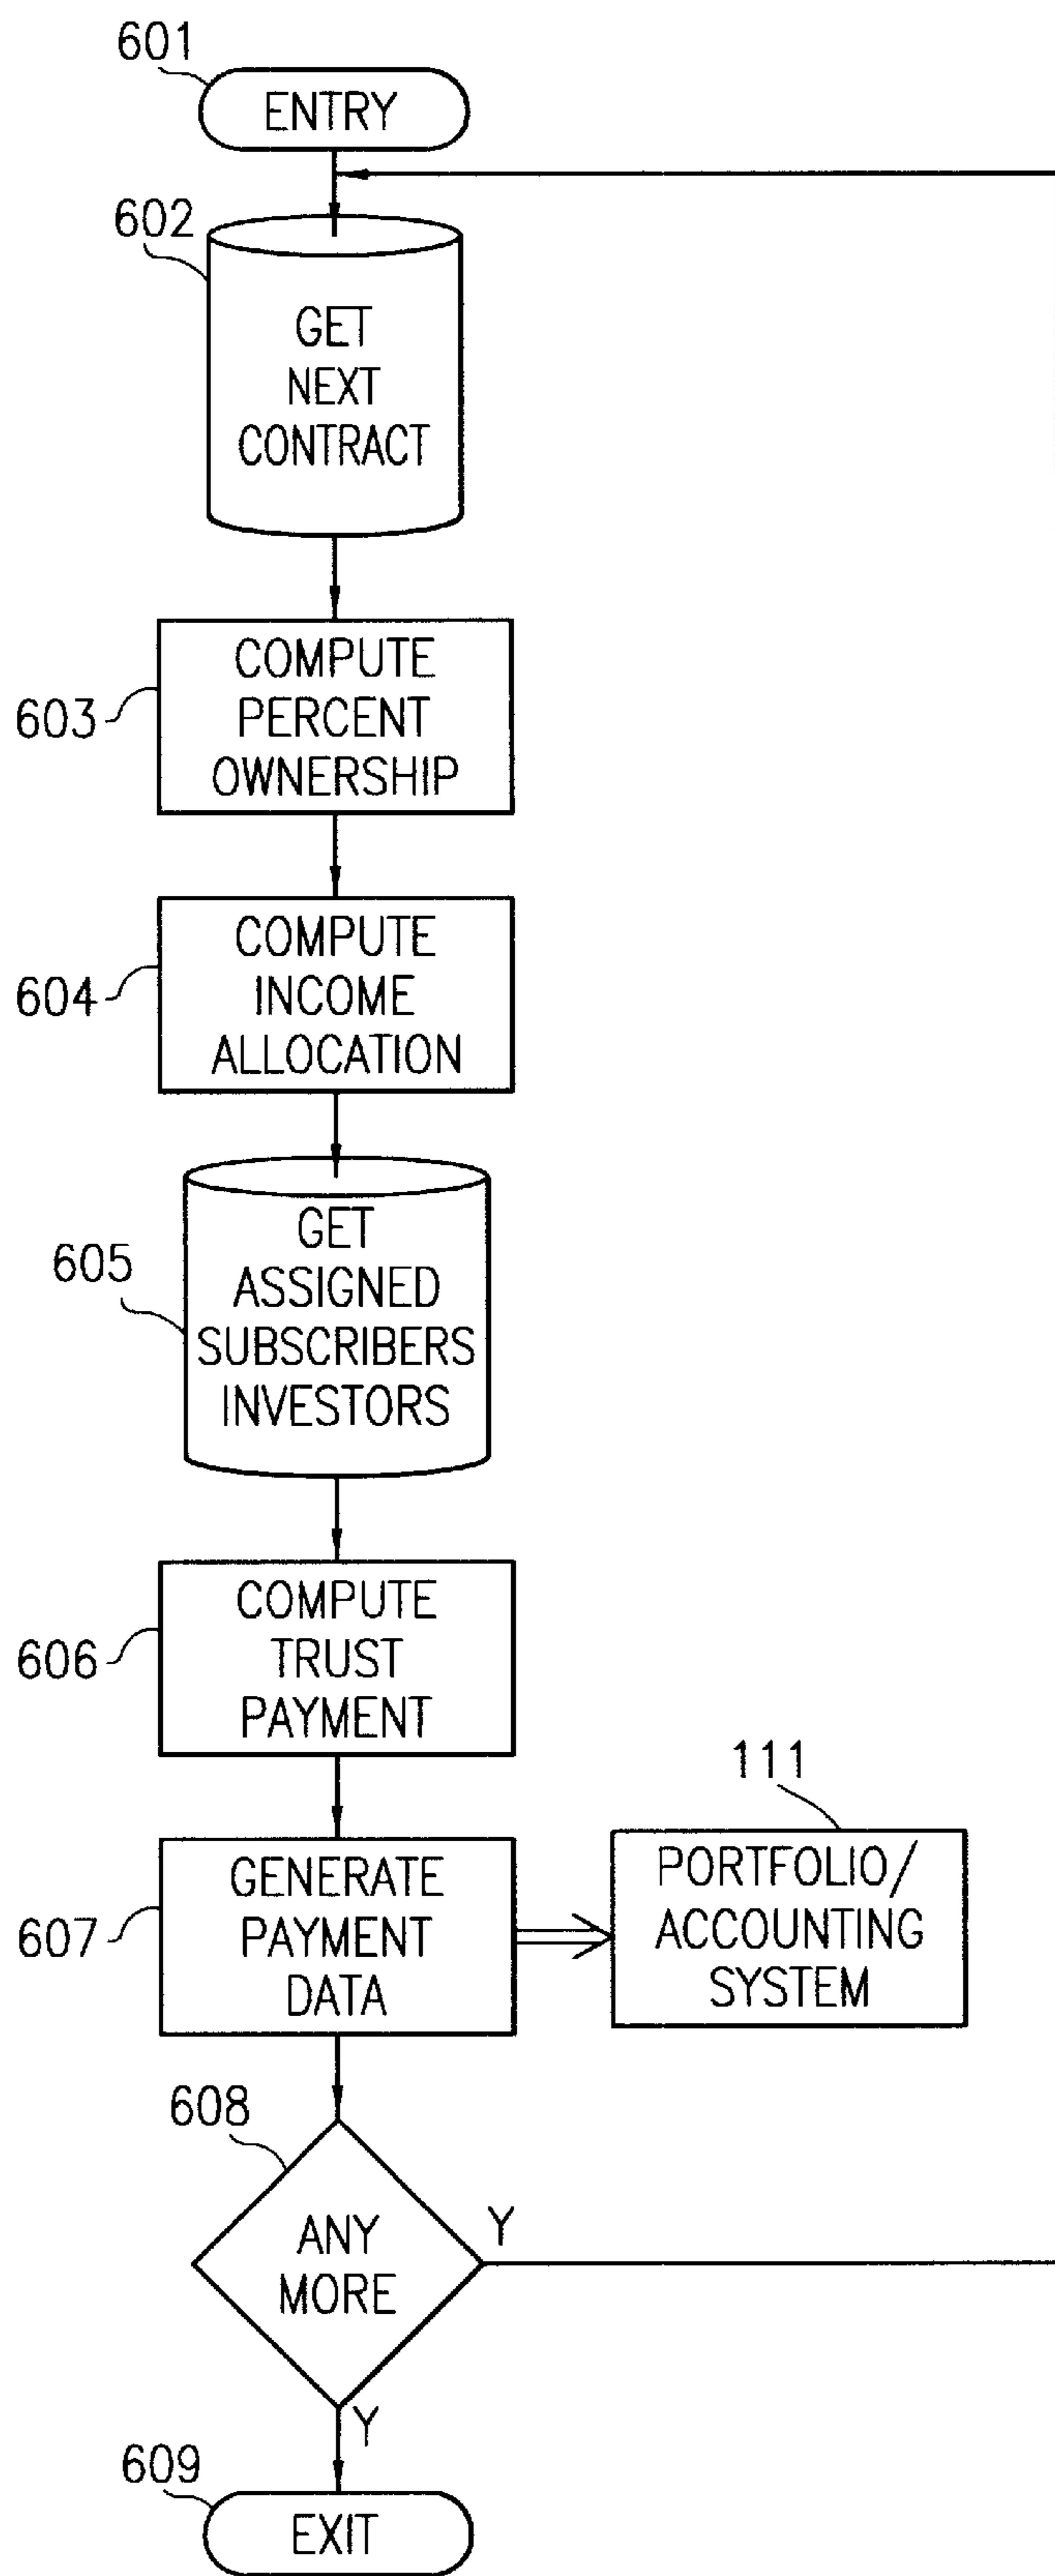 601
ENTRY
602
GET
NEXT
CONTRACT
603
COMPUTE
PERCENT
OWNERSHIP
604
COMPUTE
INCOME
ALLOCATION
605
GET
ASSIGNED
SUBSCRIBERS
INVESTORS
606
COMPUTE
TRUST
PAYMENT
607
GENERATE
PAYMENT
DATA
111
PORTFOLIO/
ACCOUNTING
SYSTEM
608
ANY
MORE
Y
Y
609
EXIT